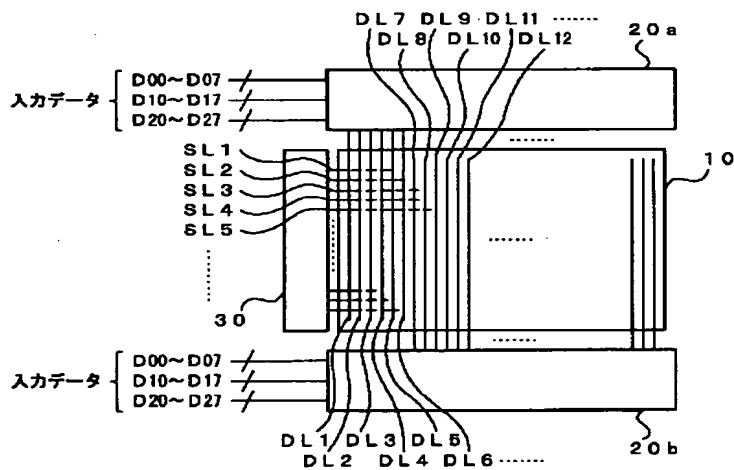 DL7 DL9 DL11 ........
DL8 DL10 DL12
20a
入力データ
D00～D07
D10～D17
D20～D27
SL1
SL2
SL3
SL4
SL5
10
30
入力データ
D00～D07
D10～D17
D20～D27
DL1 DL3 DL5
DL2 DL4 DL6 ........
20b